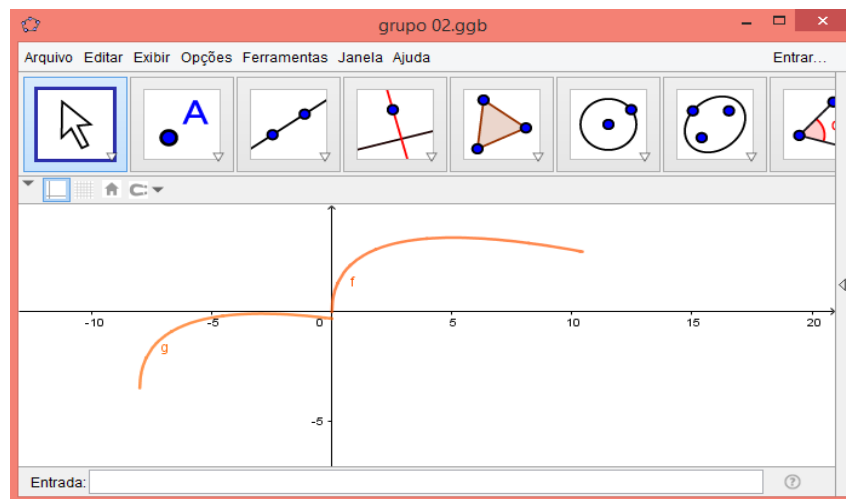 grupo 02.ggb
Arquivo Editar Exibir Opções Ferramentas Janela Ajuda Entrar...
A
f
-10 -5 0 5 10 15 20
g
-5
Entrada: